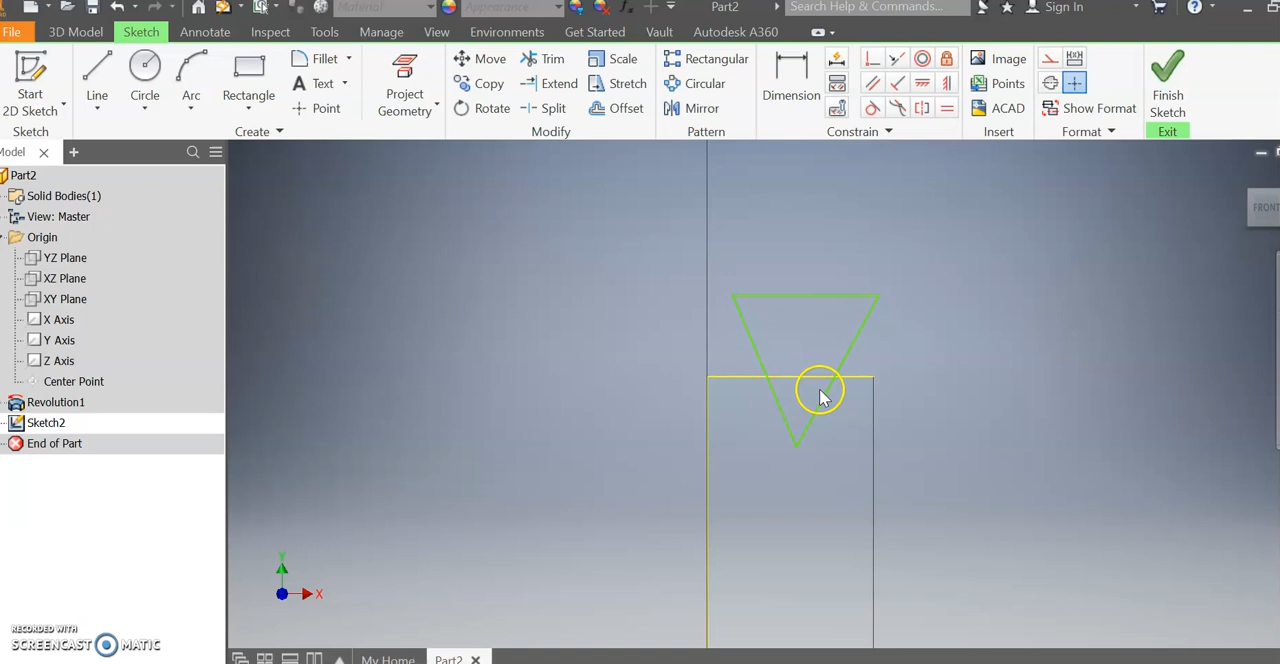 Material Appearance fx Part2 Search Help & Commands... Sign In
File 3D Model Sketch Annotate Inspect Tools Manage View Environments Get Started Vault Autodesk A360
Start 2D Sketch Line Circle Arc Rectangle Fillet Text Point Project Geometry
Move Copy Rotate Trim Extend Split Scale Stretch Offset
Rectangular Circular Mirror Dimension Image Points ACAD Show Format Finish Sketch
Sketch Create Modify Pattern Constrain Insert Format Exit
Model
Part2
Solid Bodies(1)
View: Master
Origin
YZ Plane
XZ Plane
XY Plane
X Axis
Y Axis
Z Axis
Center Point
Revolution1
Sketch2
End of Part
FRONT
Y
X
RECORDED WITH
SCREENCAST MATIC
My Home Part2